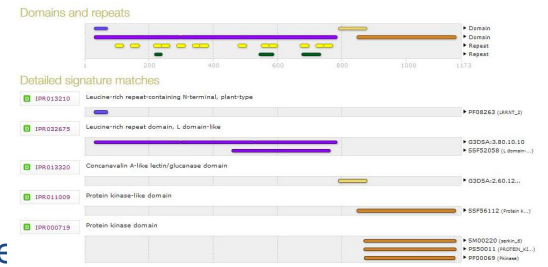 Domains and repeats
Domain
Domain
Repeat
Repeat
1 200 400 600 800 1000 1173
Detailed signature matches
IPR013210 Leucine-rich repeat-containing N-terminal, plant-type
PF08263 (LRRNT_2)
IPR032675 Leucine-rich repeat domain, L domain-like
G3DSA:3.80.10.10
SSF52058 (L domain-...)
IPR013320 Concanavalin A-like lectin/glucanase domain
G3DSA:2.60.12...
IPR011009 Protein kinase-like domain
SSF56112 (Protein k...)
IPR000719 Protein kinase domain
SM00220 (serkin_6)
PS50011 (PROTEIN_KI...)
PF00069 (Pkinase)
e